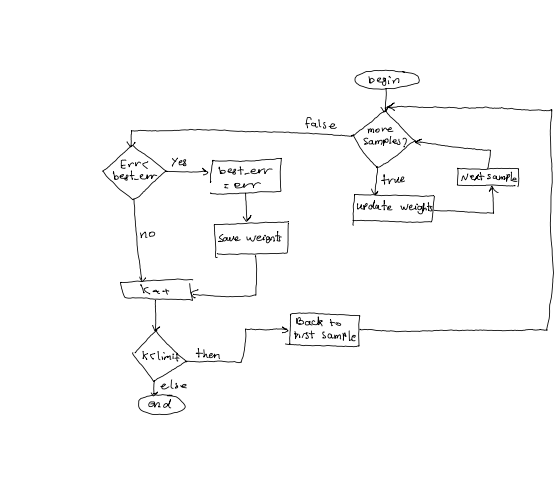 begin
more
samples?
false
true
update weights
Next sample
Err<
best_err
Yes
best_err
= err
save weights
no
K++
K<limit
then
Back to
first sample
else
end